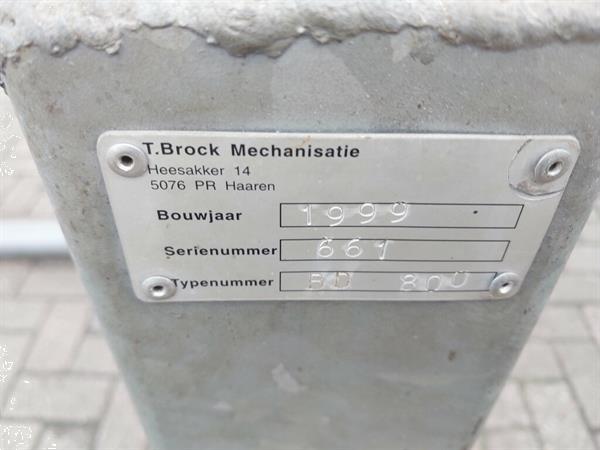 T.Brock Mechanisatie
Heesakker 14
5076 PR Haaren
Bouwjaar 1999
Serienummer 661
Typenummer BD 800